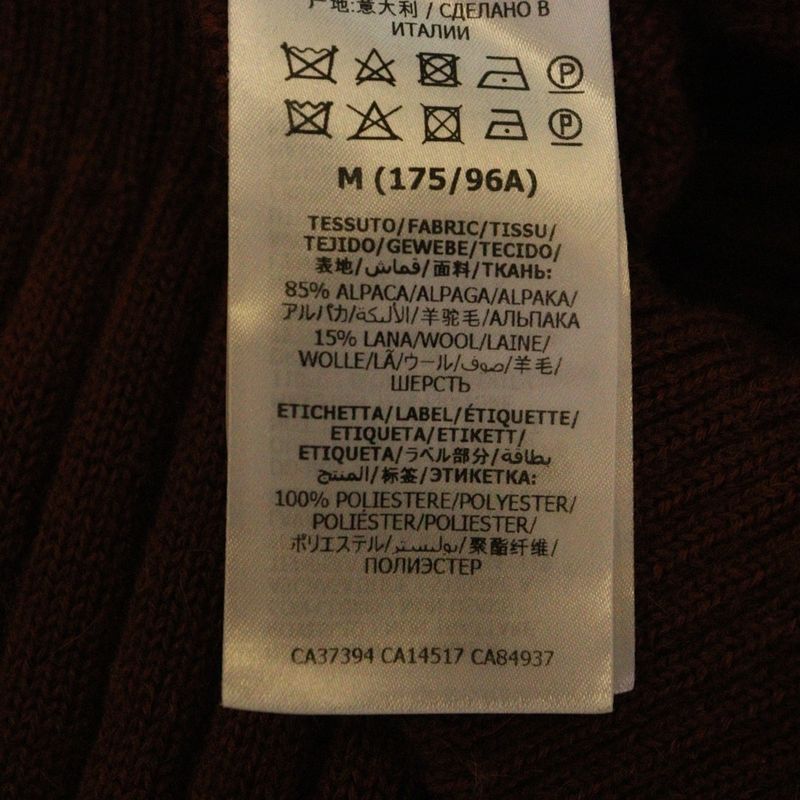 产地:意大利 / СДЕЛАНО В
ИТАЛИИ
P
P
M (175/96A)
TESSUTO/FABRIC/TISSU/
TEJIDO/GEWEBE/TECIDO/
表地/قماش/面料/ТКАНЬ:
85% ALPACA/ALPAGA/ALPAKA/
アルパカ/الألبكة/羊驼毛/АЛЬПАКА
15% LANA/WOOL/LAINE/
WOLLE/LÃ/ウール/صوف/羊毛/
ШЕРСТЬ
ETICHETTA/LABEL/ÉTIQUETTE/
ETIQUETA/ETIKETT/
ETIQUETA/ラベル部分/بطاقة
المنتج/标签/ЭТИКЕТКА:
100% POLIESTERE/POLYESTER/
POLIÉSTER/POLIESTER/
ポリエステル/بوليستر/聚酯纤维/
ПОЛИЭСТЕР
CA37394 CA14517 CA84937